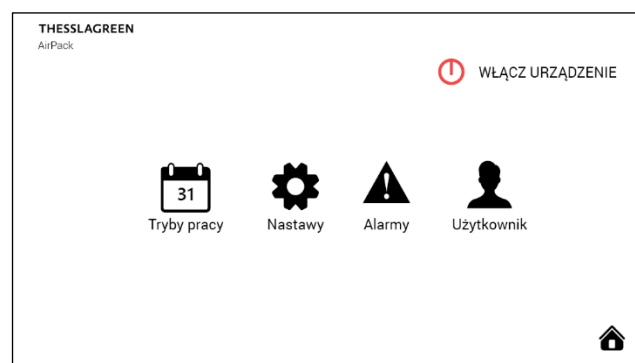 THESSLAGREEN
AirPack
WŁĄCZ URZĄDZENIE
31
Tryby pracy
Nastawy
Alarmy
Użytkownik